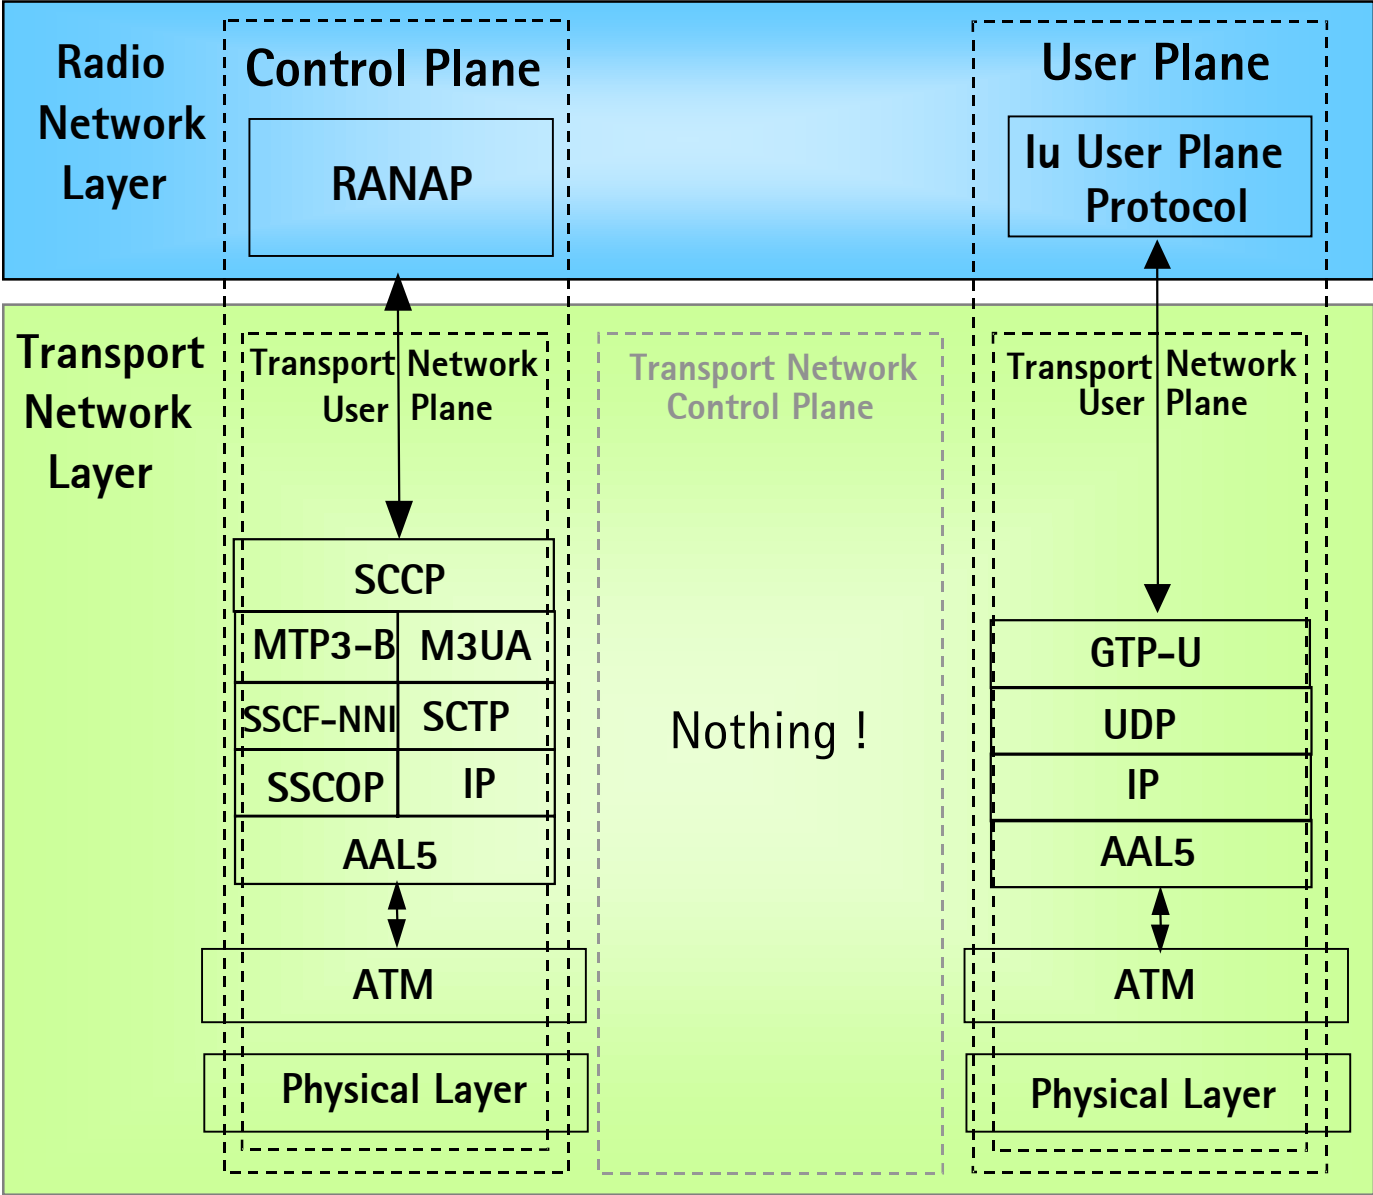 Radio
Network
Layer
Control Plane
RANAP
User Plane
Iu User Plane
Protocol
Transport
Network
Layer
Transport Network
User Plane
SCCP
MTP3-B M3UA
SSCF-NNI SCTP
SSCOP IP
AAL5
ATM
Physical Layer
Transport Network
Control Plane
Nothing !
Transport Network
User Plane
GTP-U
UDP
IP
AAL5
ATM
Physical Layer